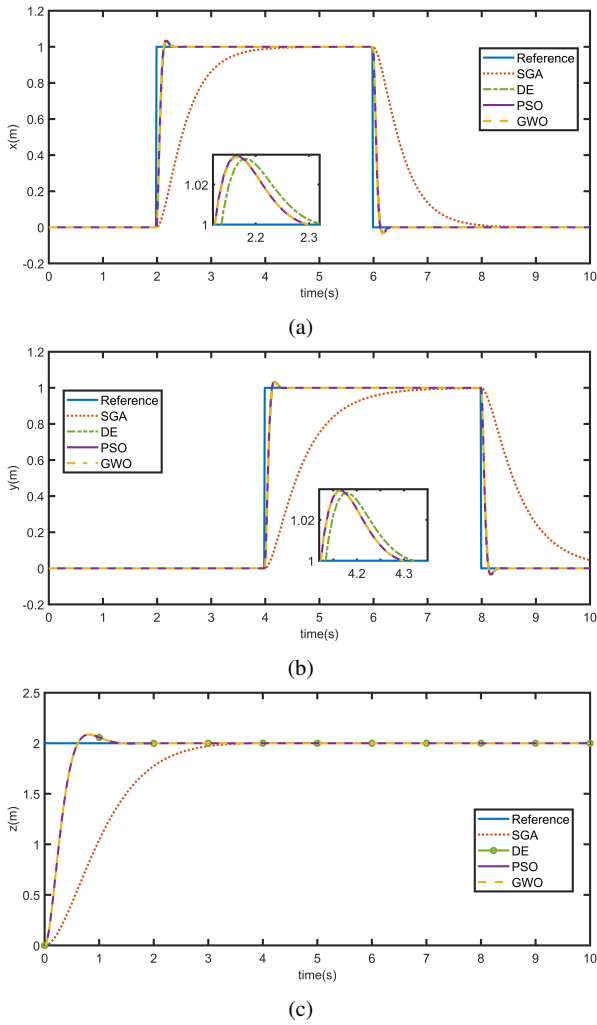 1.2
1
0.8
0.6
0.4
0.2
0
-0.2
x(m)
Reference
SGA
DE
PSO
GWO
1.02
1
2.2 2.3
0 1 2 3 4 5 6 7 8 9 10
time(s)
(a)
1.2
1
0.8
0.6
0.4
0.2
0
-0.2
y(m)
Reference
SGA
DE
PSO
GWO
1.02
1
4.2 4.3
0 1 2 3 4 5 6 7 8 9 10
time(s)
(b)
2.5
2
1.5
1
0.5
0
z(m)
Reference
SGA
DE
PSO
GWO
0 1 2 3 4 5 6 7 8 9 10
time(s)
(c)